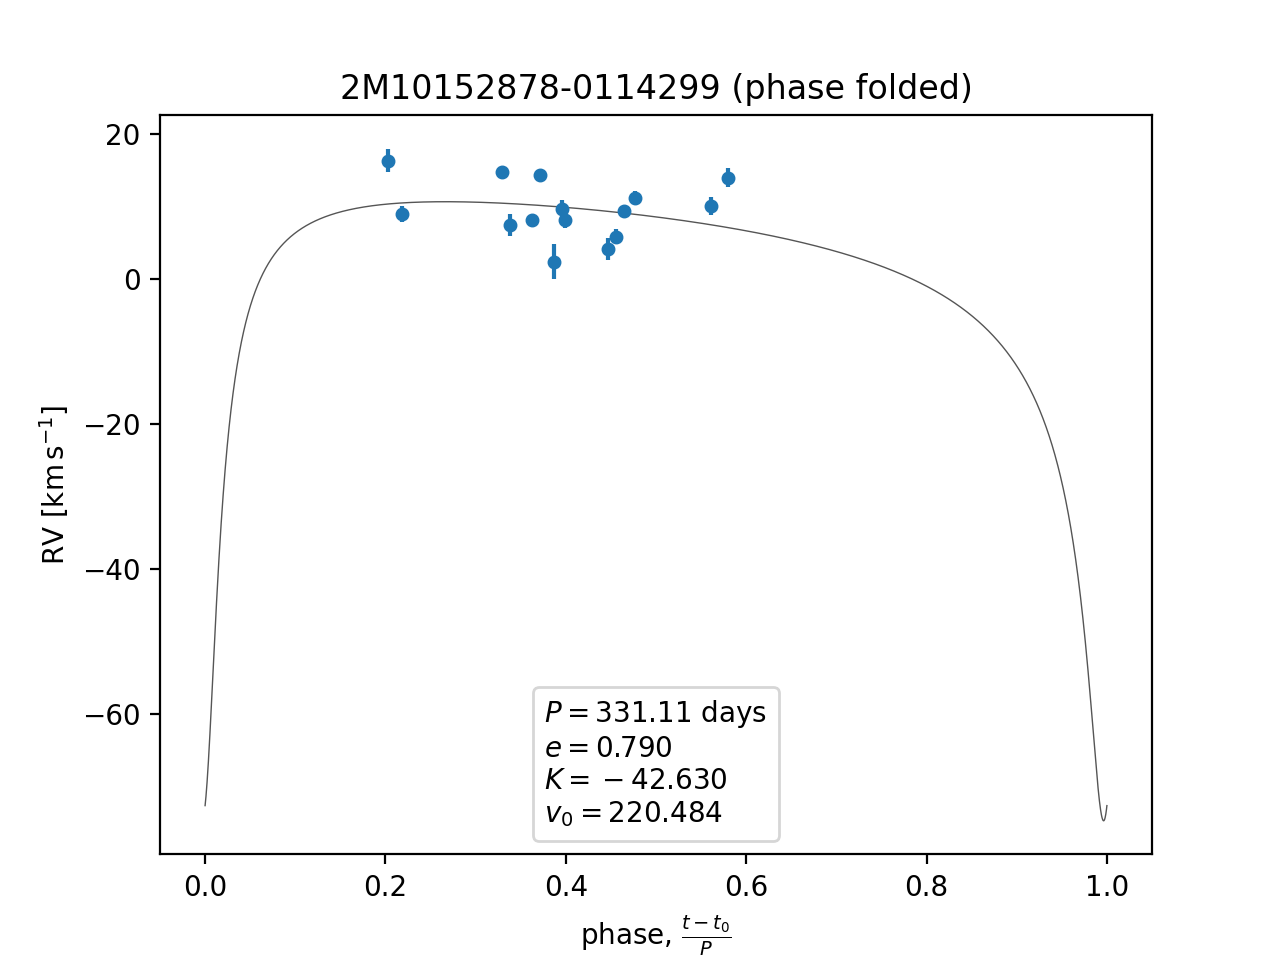 2M10152878-0114299 (phase folded)
20
0
−20
−40
−60
RV [km s⁻¹]
P = 331.11 days
e = 0.790
K = − 42.630
v₀ = 220.484
0.0 0.2 0.4 0.6 0.8 1.0
phase, (t − t₀)/P